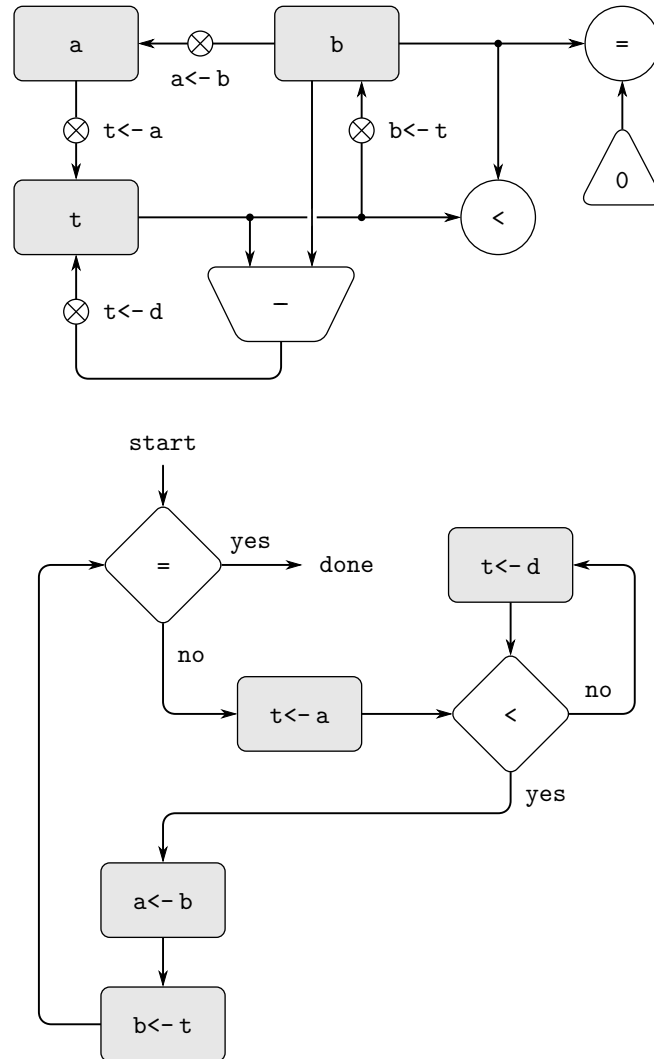 a
b
=
a<-b
t<-a
b<-t
0
t
<
t<-d
−
start
=
yes
done
t<-d
no
t<-a
<
no
yes
a<-b
b<-t